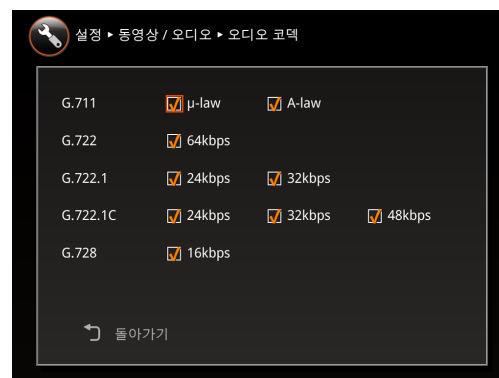 설정 ▸ 동영상 / 오디오 ▸ 오디오 코덱
G.711 μ-law A-law
G.722 64kbps
G.722.1 24kbps 32kbps
G.722.1C 24kbps 32kbps 48kbps
G.728 16kbps
돌아가기